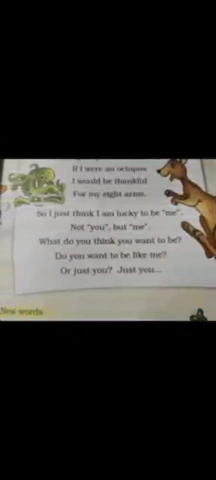 If I were an octopus
I would be thankful
For my eight arms.
So I just think I am lucky to be "me".
Not "you", but "me".
What do you think you want to be?
Do you want to be like me?
Or just you? Just you...
New words